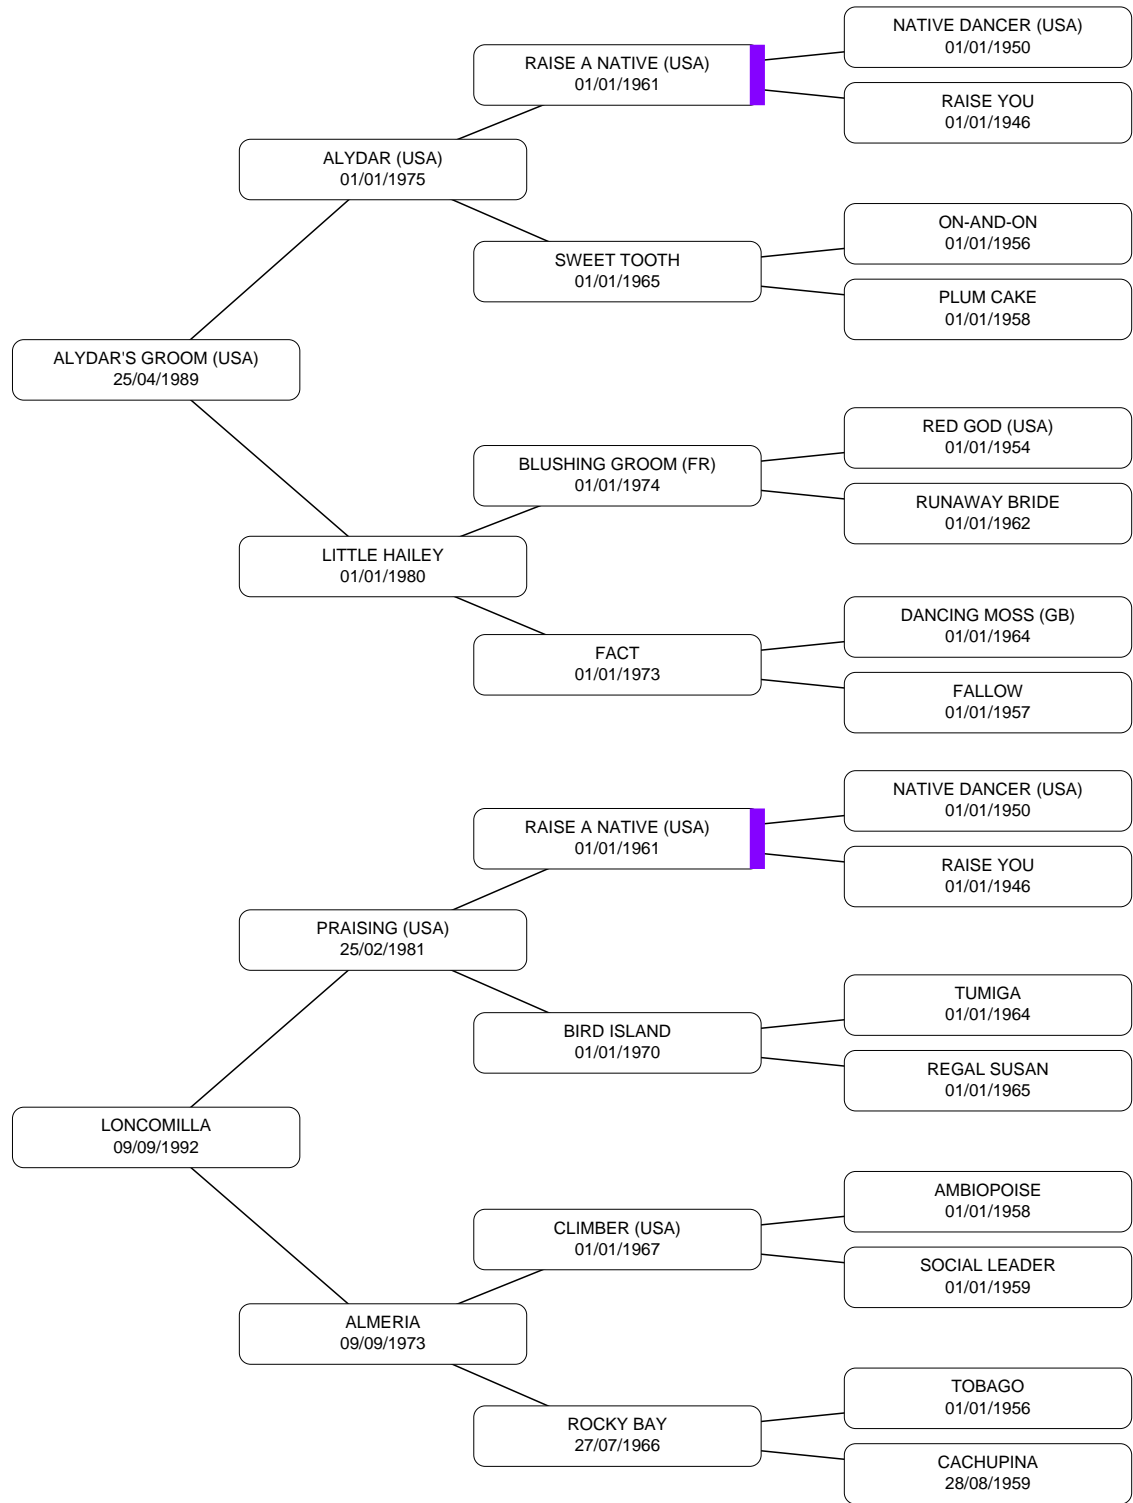 NATIVE DANCER (USA)
01/01/1950
RAISE A NATIVE (USA)
01/01/1961
RAISE YOU
01/01/1946
ALYDAR (USA)
01/01/1975
ON-AND-ON
01/01/1956
SWEET TOOTH
01/01/1965
PLUM CAKE
01/01/1958
ALYDAR'S GROOM (USA)
25/04/1989
RED GOD (USA)
01/01/1954
BLUSHING GROOM (FR)
01/01/1974
RUNAWAY BRIDE
01/01/1962
LITTLE HAILEY
01/01/1980
DANCING MOSS (GB)
01/01/1964
FACT
01/01/1973
FALLOW
01/01/1957
NATIVE DANCER (USA)
01/01/1950
RAISE A NATIVE (USA)
01/01/1961
RAISE YOU
01/01/1946
PRAISING (USA)
25/02/1981
TUMIGA
01/01/1964
BIRD ISLAND
01/01/1970
REGAL SUSAN
01/01/1965
LONCOMILLA
09/09/1992
AMBIOPOISE
01/01/1958
CLIMBER (USA)
01/01/1967
SOCIAL LEADER
01/01/1959
ALMERIA
09/09/1973
TOBAGO
01/01/1956
ROCKY BAY
27/07/1966
CACHUPINA
28/08/1959